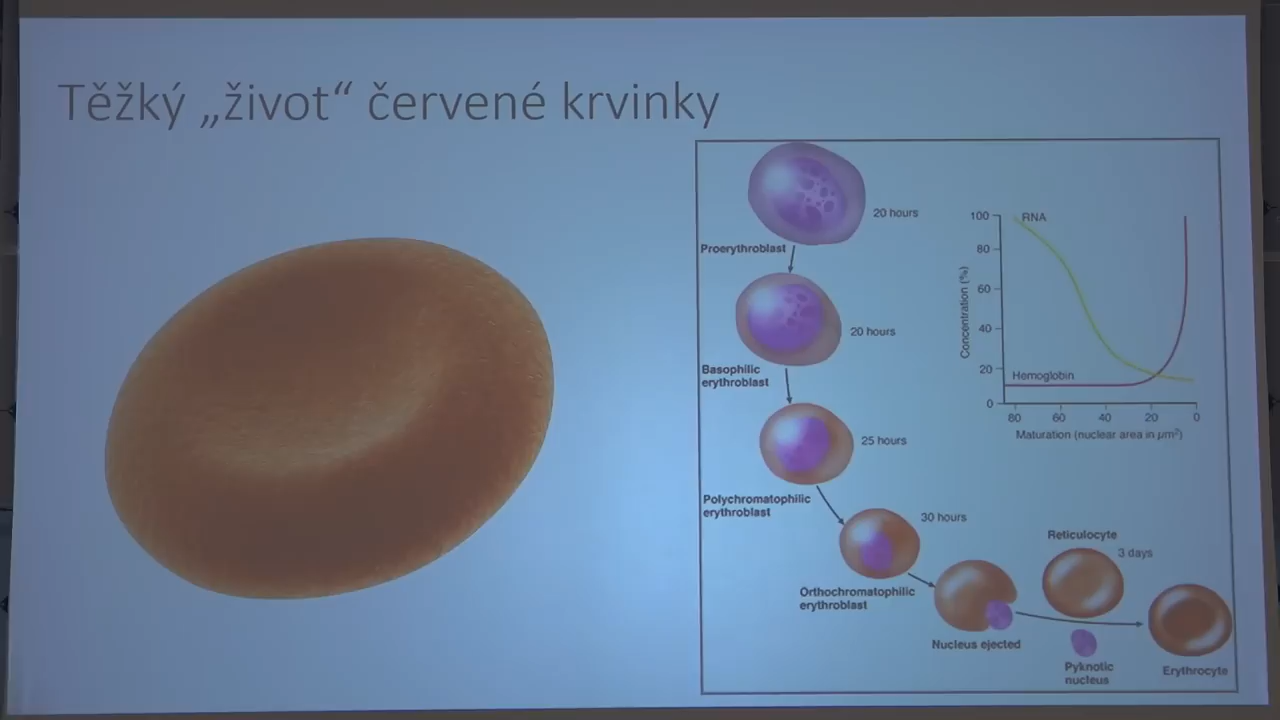 Těžký „život“ červené krvinky
20 hours
Proerythroblast
20 hours
Basophilic
erythroblast
25 hours
Polychromatophilic
erythroblast
30 hours
Orthochromatophilic
erythroblast
Nucleus ejected
Reticulocyte
3 days
Pyknotic
nucleus
Erythrocyte
RNA
Hemoglobin
Concentration (%)
100
80
60
40
20
0
80 60 40 20 0
Maturation (nuclear area in µm²)